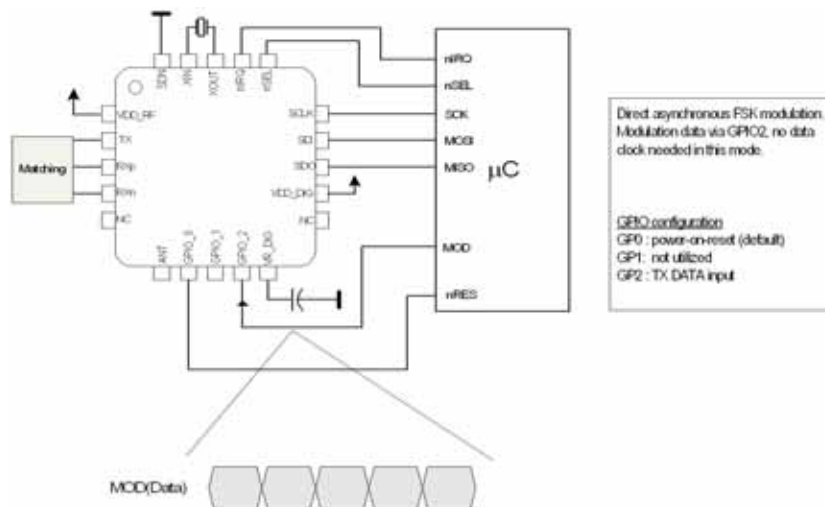 SDN
XIN
XOUT
nIRQ
nSEL
VDD_RF
TX
RXp
RXn
NC
Matching
SCLK
SDI
SDO
VDD_DIG
NC
ANT
GPIO_0
GPIO_1
GPIO_2
VR_DIG
nIRQ
nSEL
SCK
MOSI
MISO
µC
MOD
nRES
Direct asynchronous FSK modulation.
Modulation data via GPIO2, no data
clock needed in this mode.
GPIO configuration
GP0 : power-on-reset (default)
GP1: not utilized
GP2 : TX DATA input
MOD(Data)